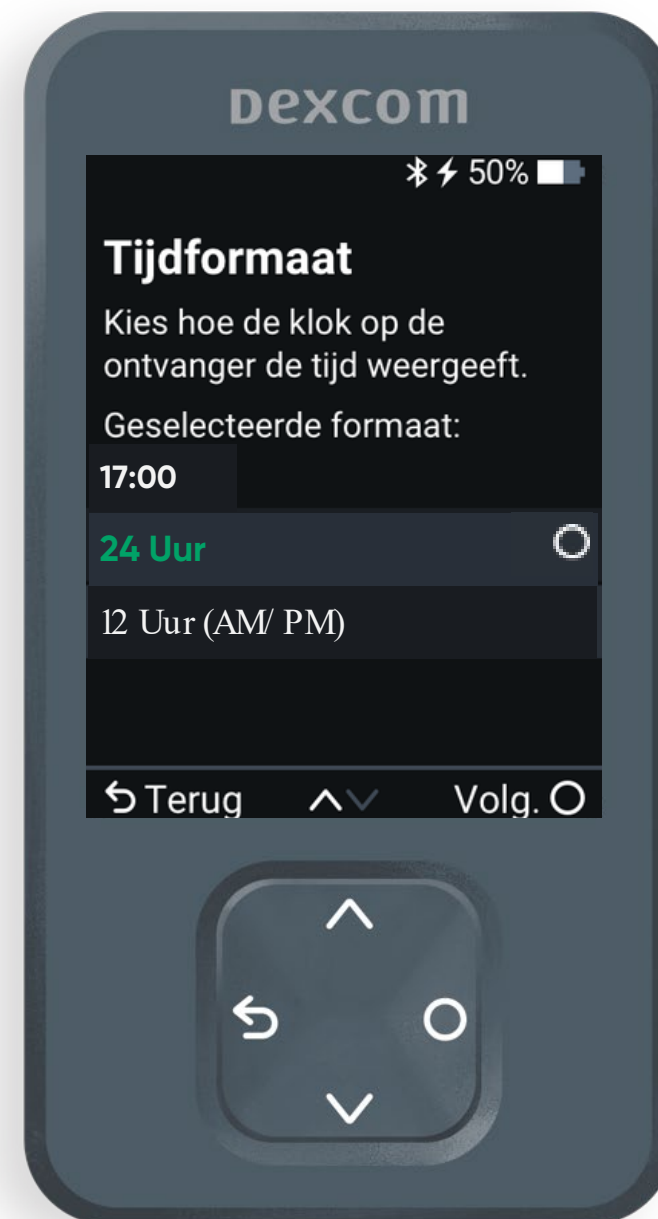 Dexcom
50%
Tijdformaat
Kies hoe de klok op de
ontvanger de tijd weergeeft.
Geselecteerde formaat:
17:00
24 Uur
12 Uur (AM/ PM)
Terug Volg.